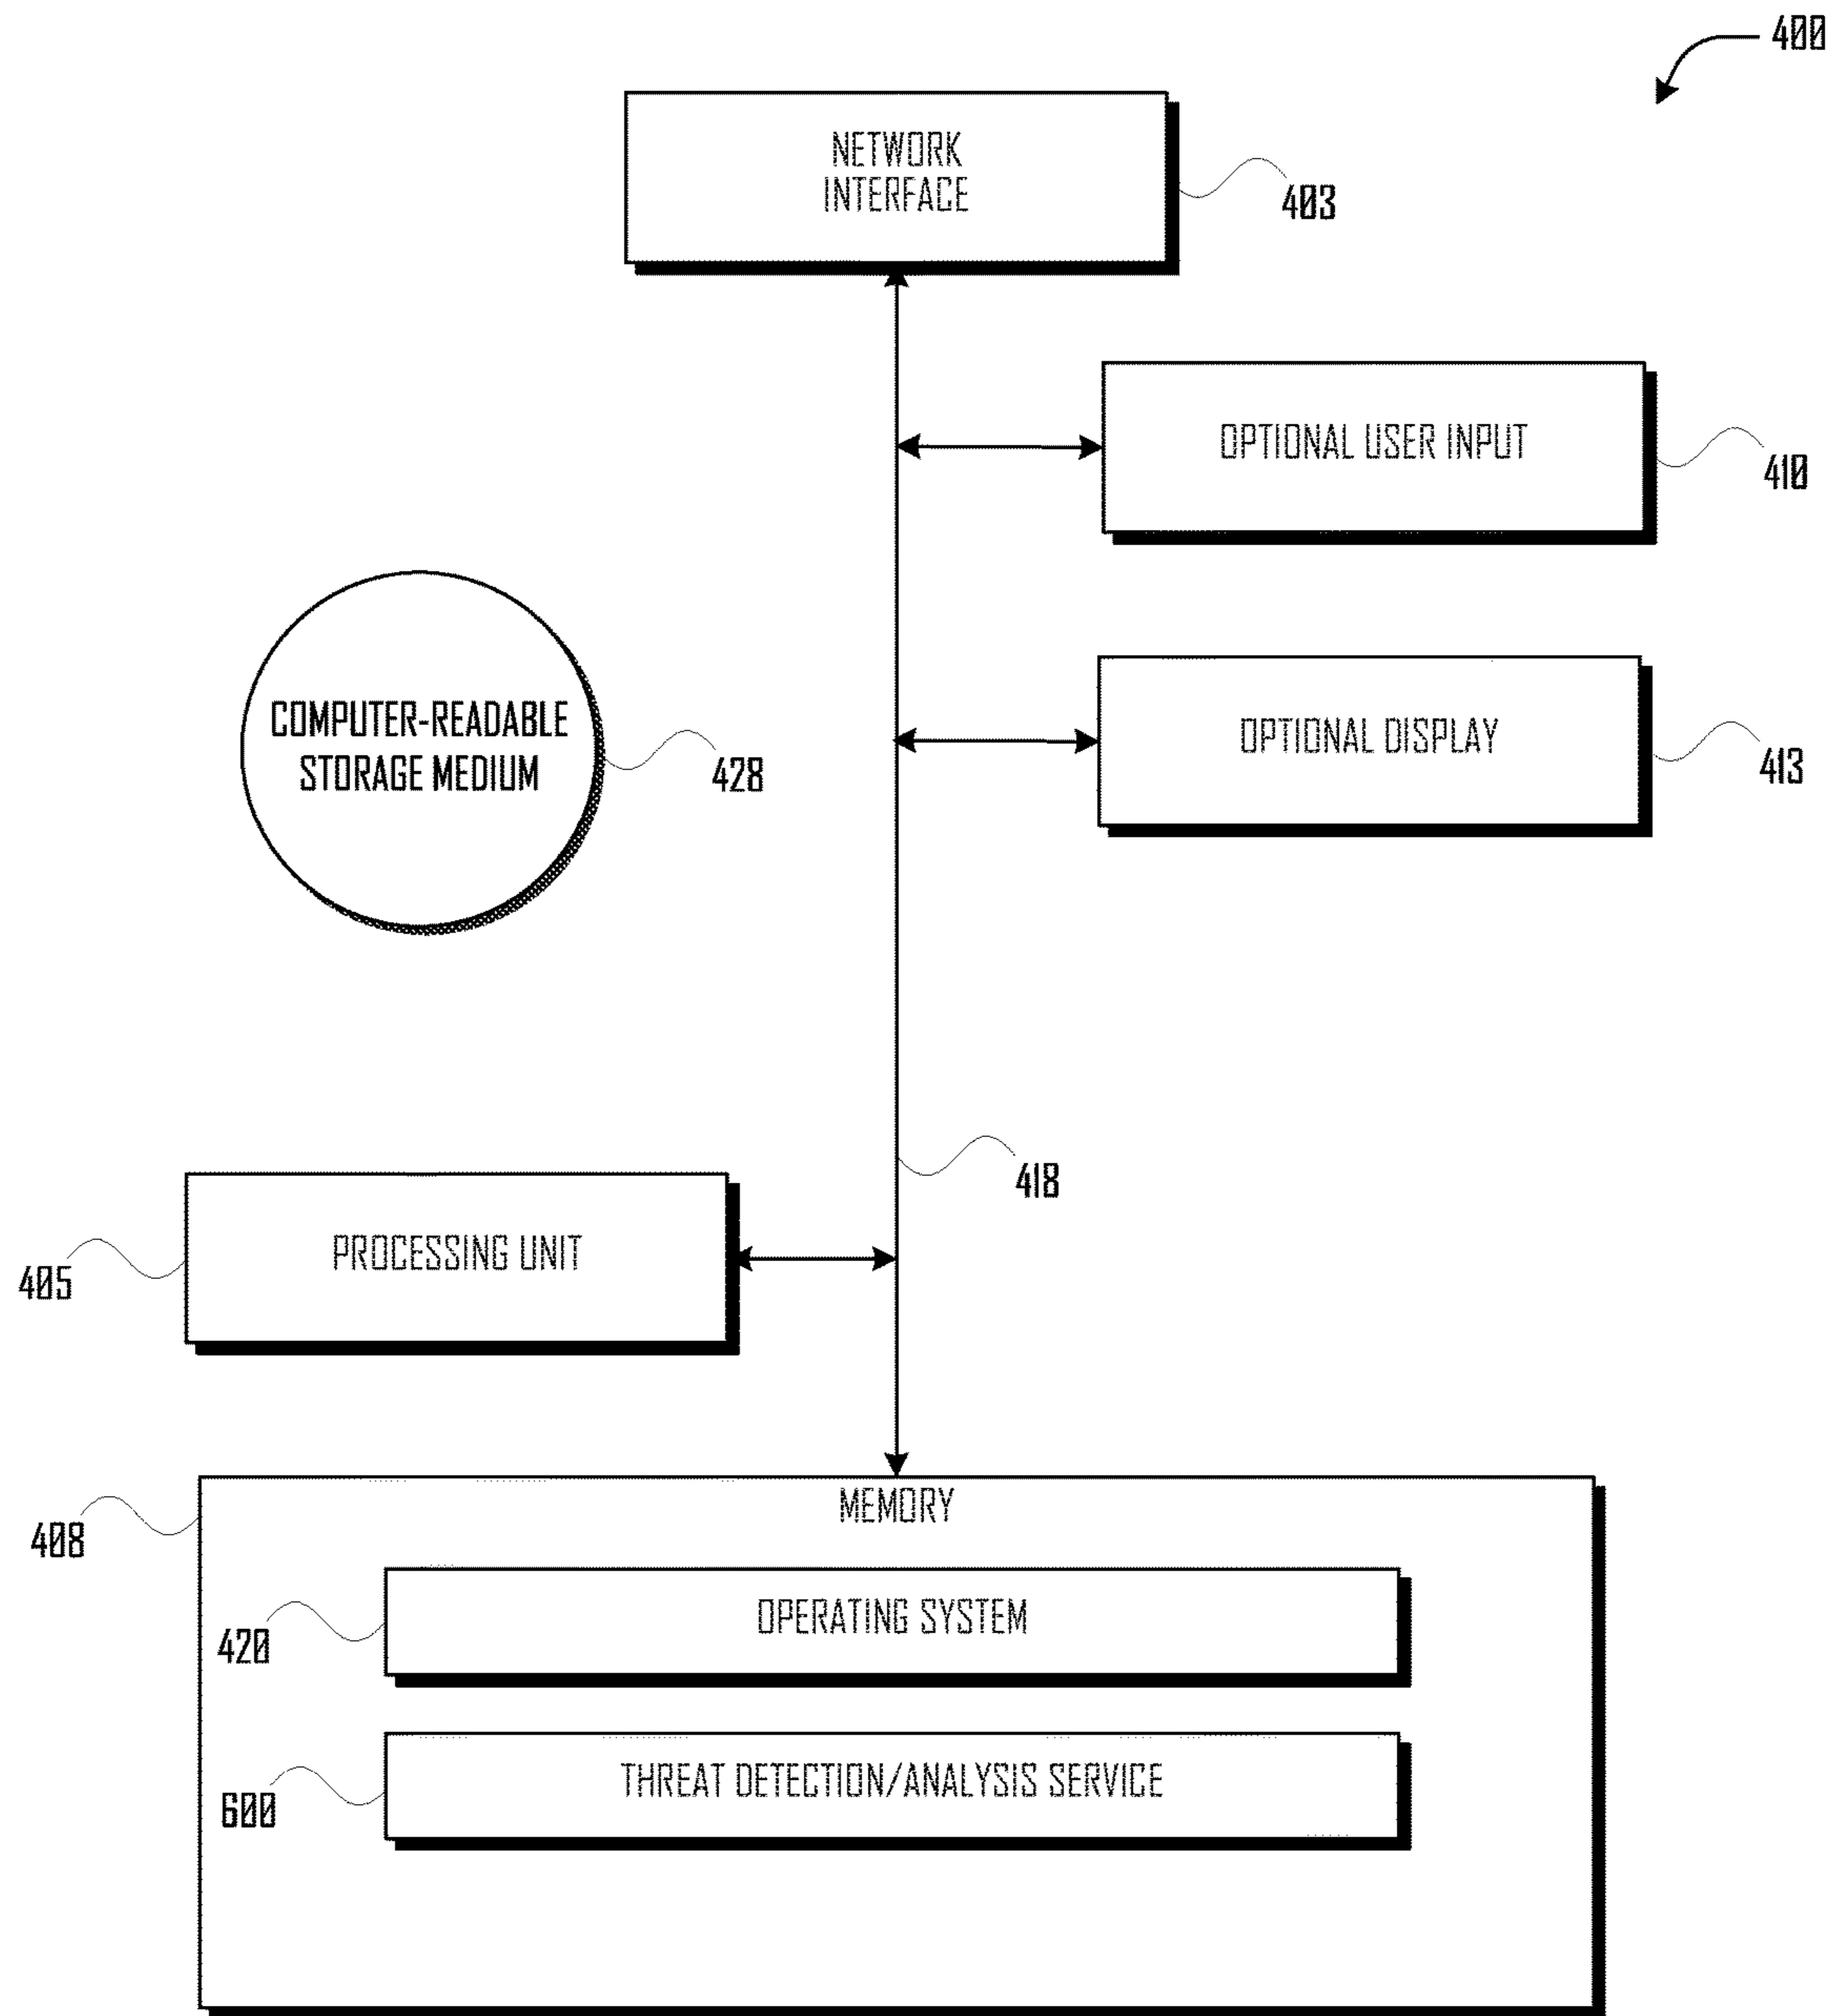 400
NETWORK
INTERFACE
403
OPTIONAL USER INPUT
410
COMPUTER-READABLE
STORAGE MEDIUM
428
OPTIONAL DISPLAY
413
418
PROCESSING UNIT
405
MEMORY
408
OPERATING SYSTEM
420
THREAT DETECTION/ANALYSIS SERVICE
600